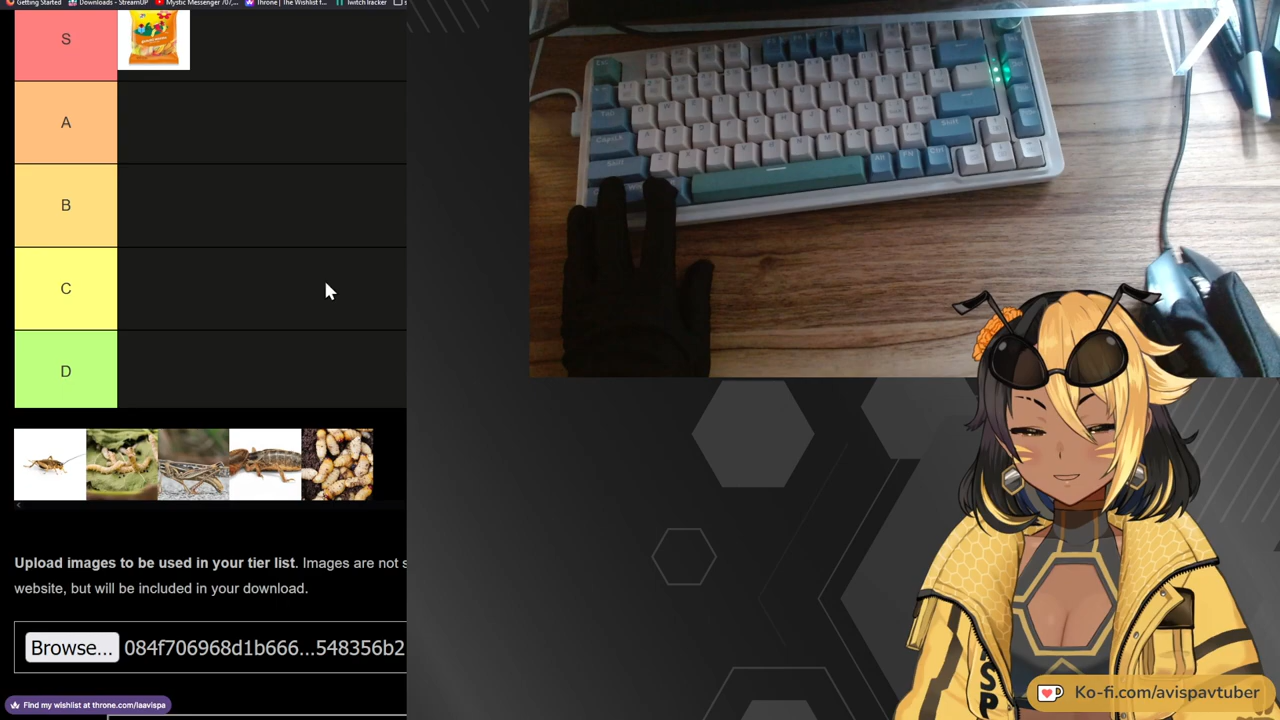 Getting Started
Downloads - StreamUP
Mystic Messenger 707,...
Throne | The Wishlist f
TwitchTracker
S
A
B
C
D
Upload images to be used in your tier list. Images are not s
website, but will be included in your download.
Browse... 084f706968d1b666...548356b2
Find my wishlist at throne.com/laavispa
Ko-fi.com/avispavtuber